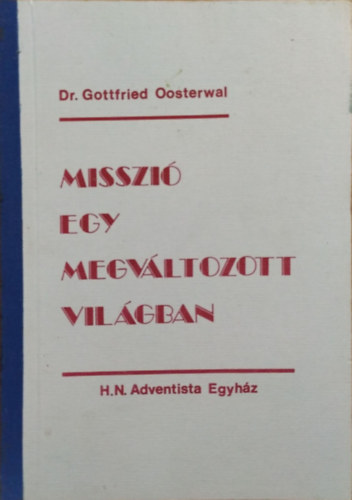 Dr. Gottfried Oosterwal
MISSZIÓ
EGY
MEGVÁLTOZOTT
VILÁGBAN
H.N. Adventista Egyház